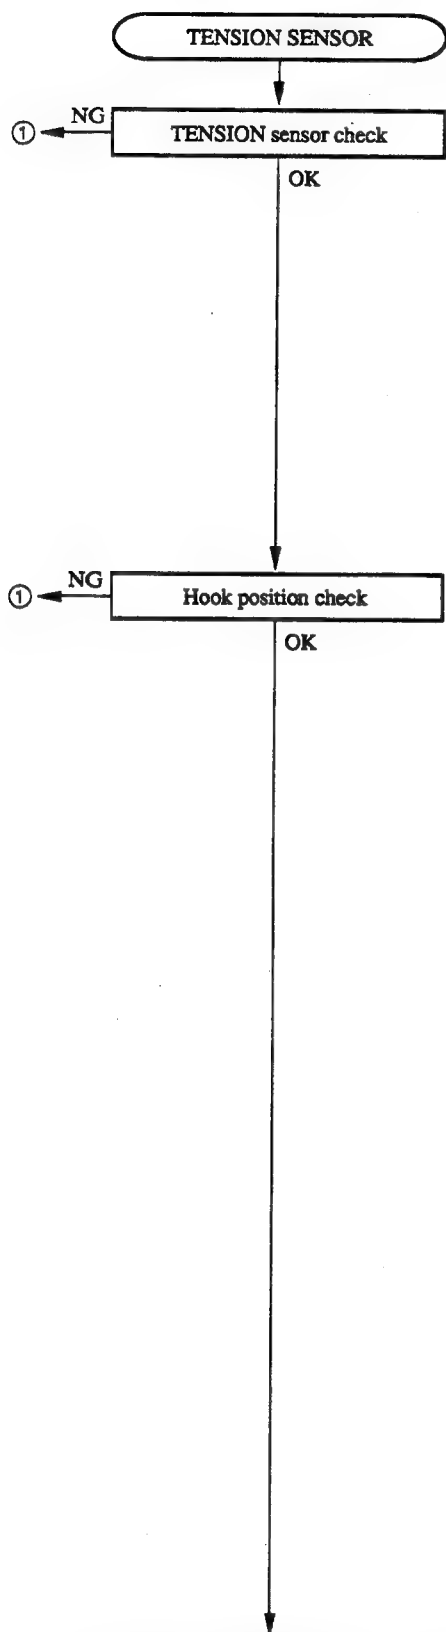 TENSION SENSOR
① NG TENSION sensor check
OK
① NG Hook position check
OK